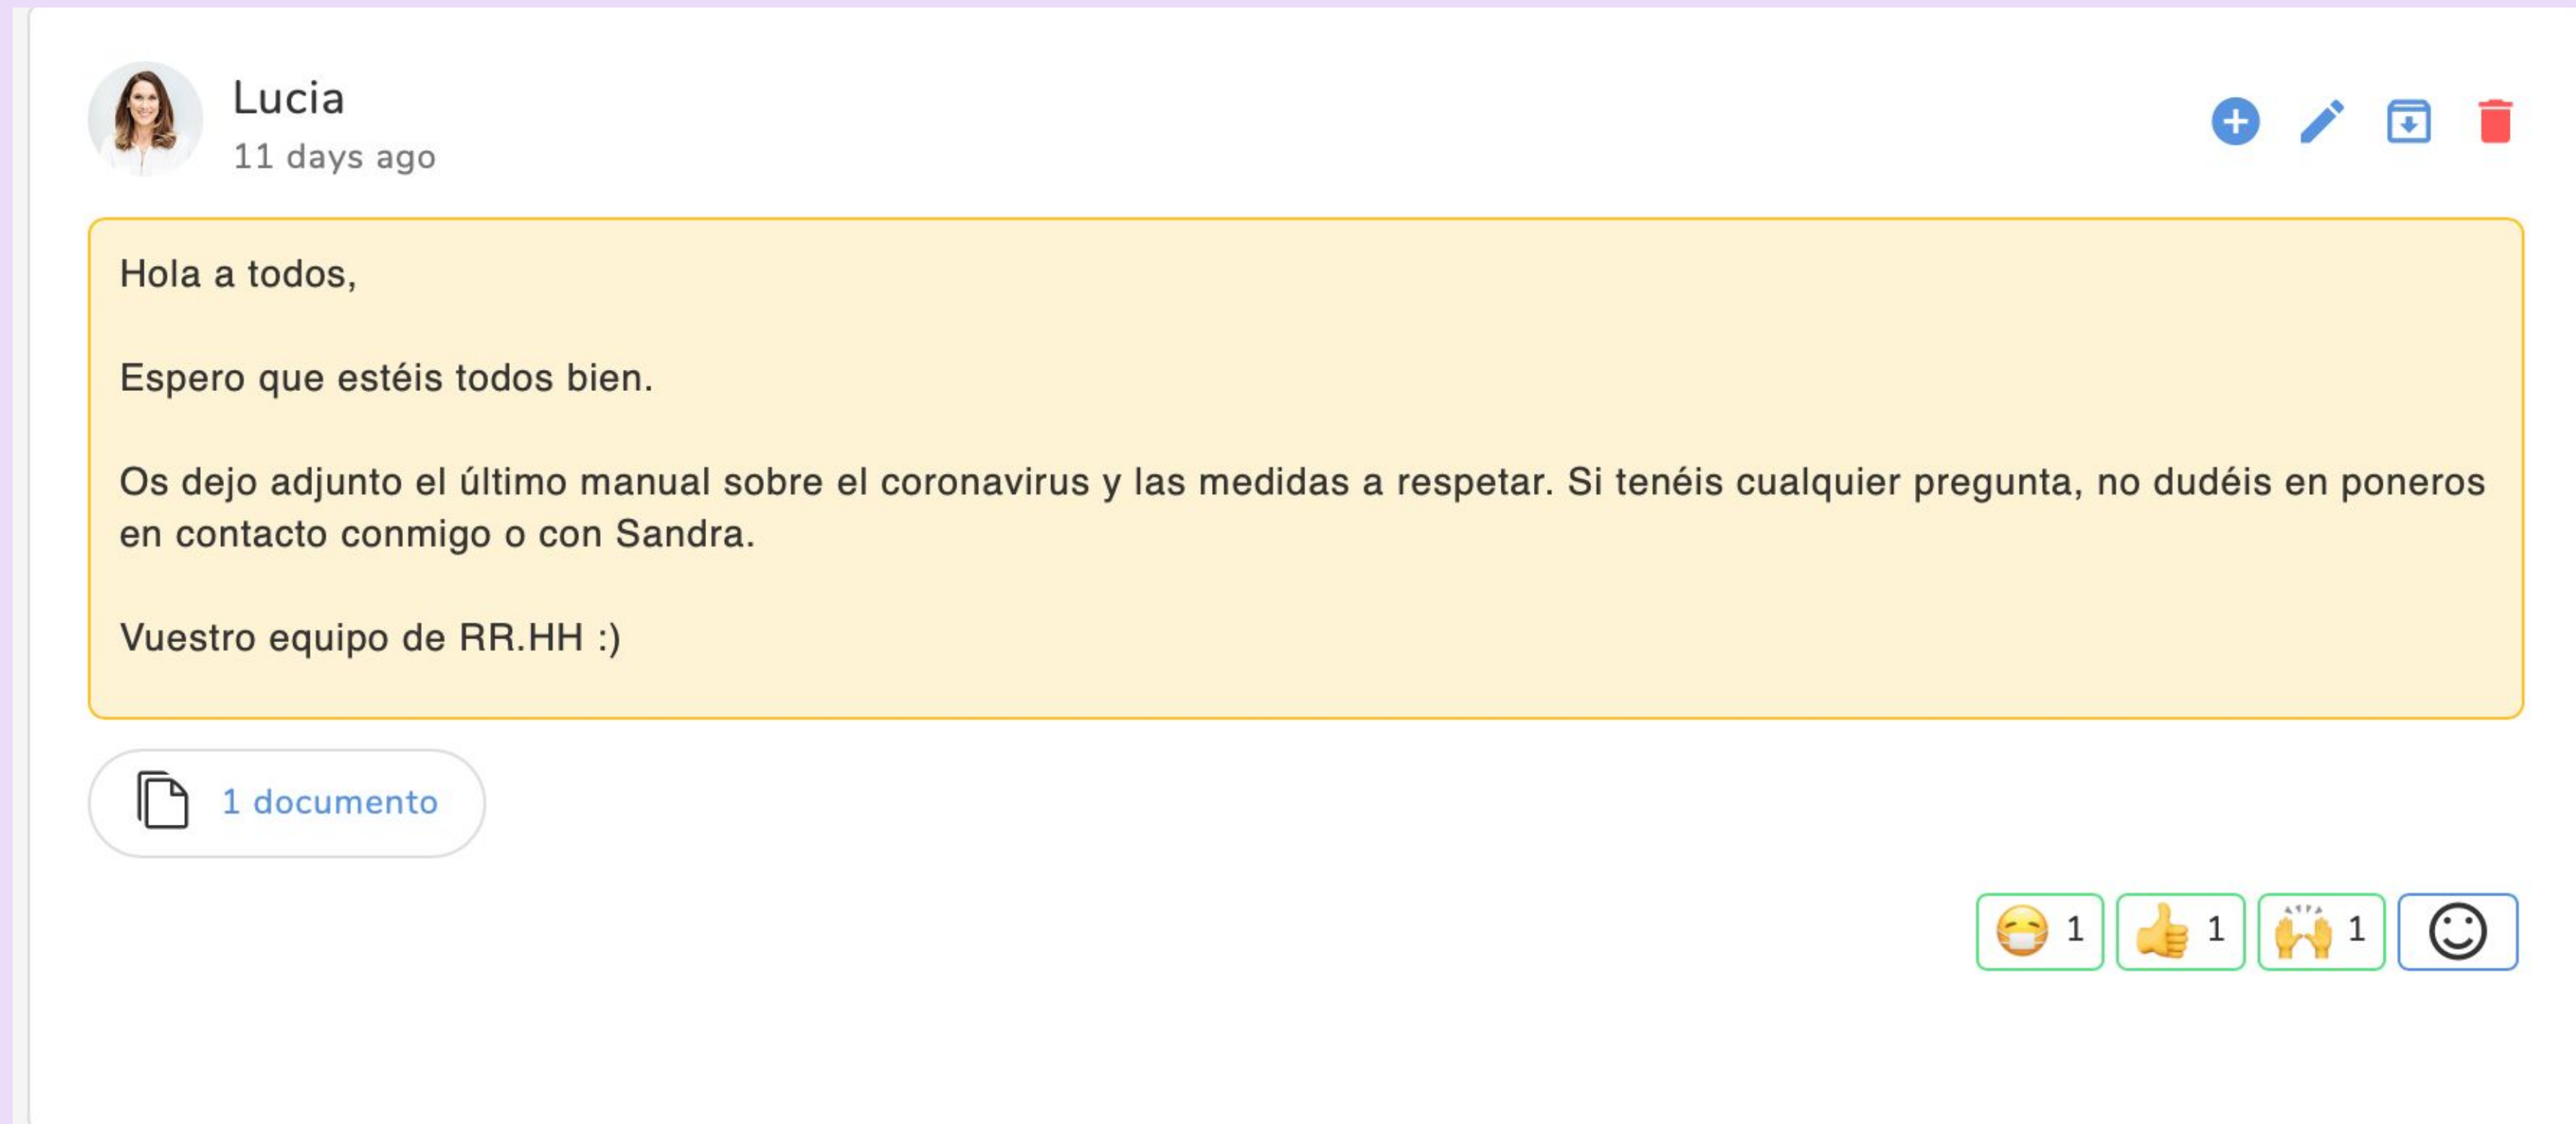 Lucia
11 days ago
Hola a todos,
Espero que estéis todos bien.
Os dejo adjunto el último manual sobre el coronavirus y las medidas a respetar. Si tenéis cualquier pregunta, no dudéis en poneros
en contacto conmigo o con Sandra.
Vuestro equipo de RR.HH :)
1 documento
1 1 1